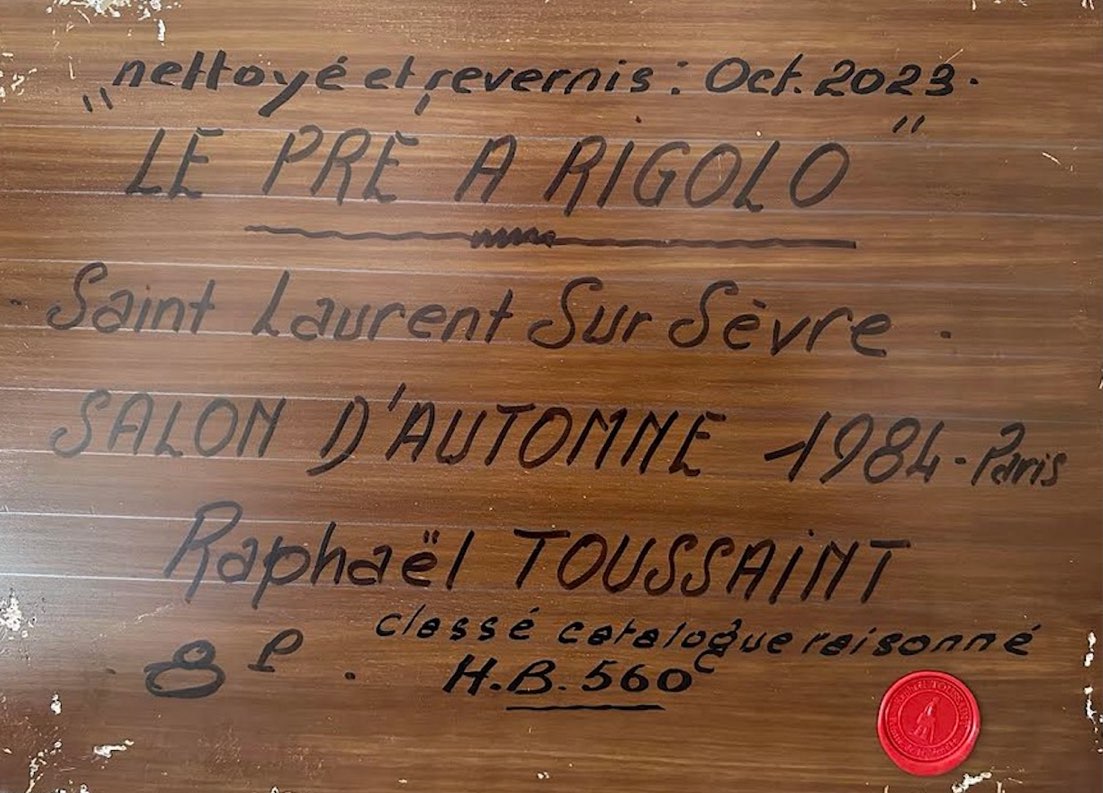 nettoyé et revernis : Oct. 2023.
"LE PRE A RIGOLO"
Saint Laurent Sur Sèvre.
SALON D'AUTOMNE 1984 - Paris
Raphaël TOUSSAiNT
classé catalogue raisonné
8 P. H.B. 560 c